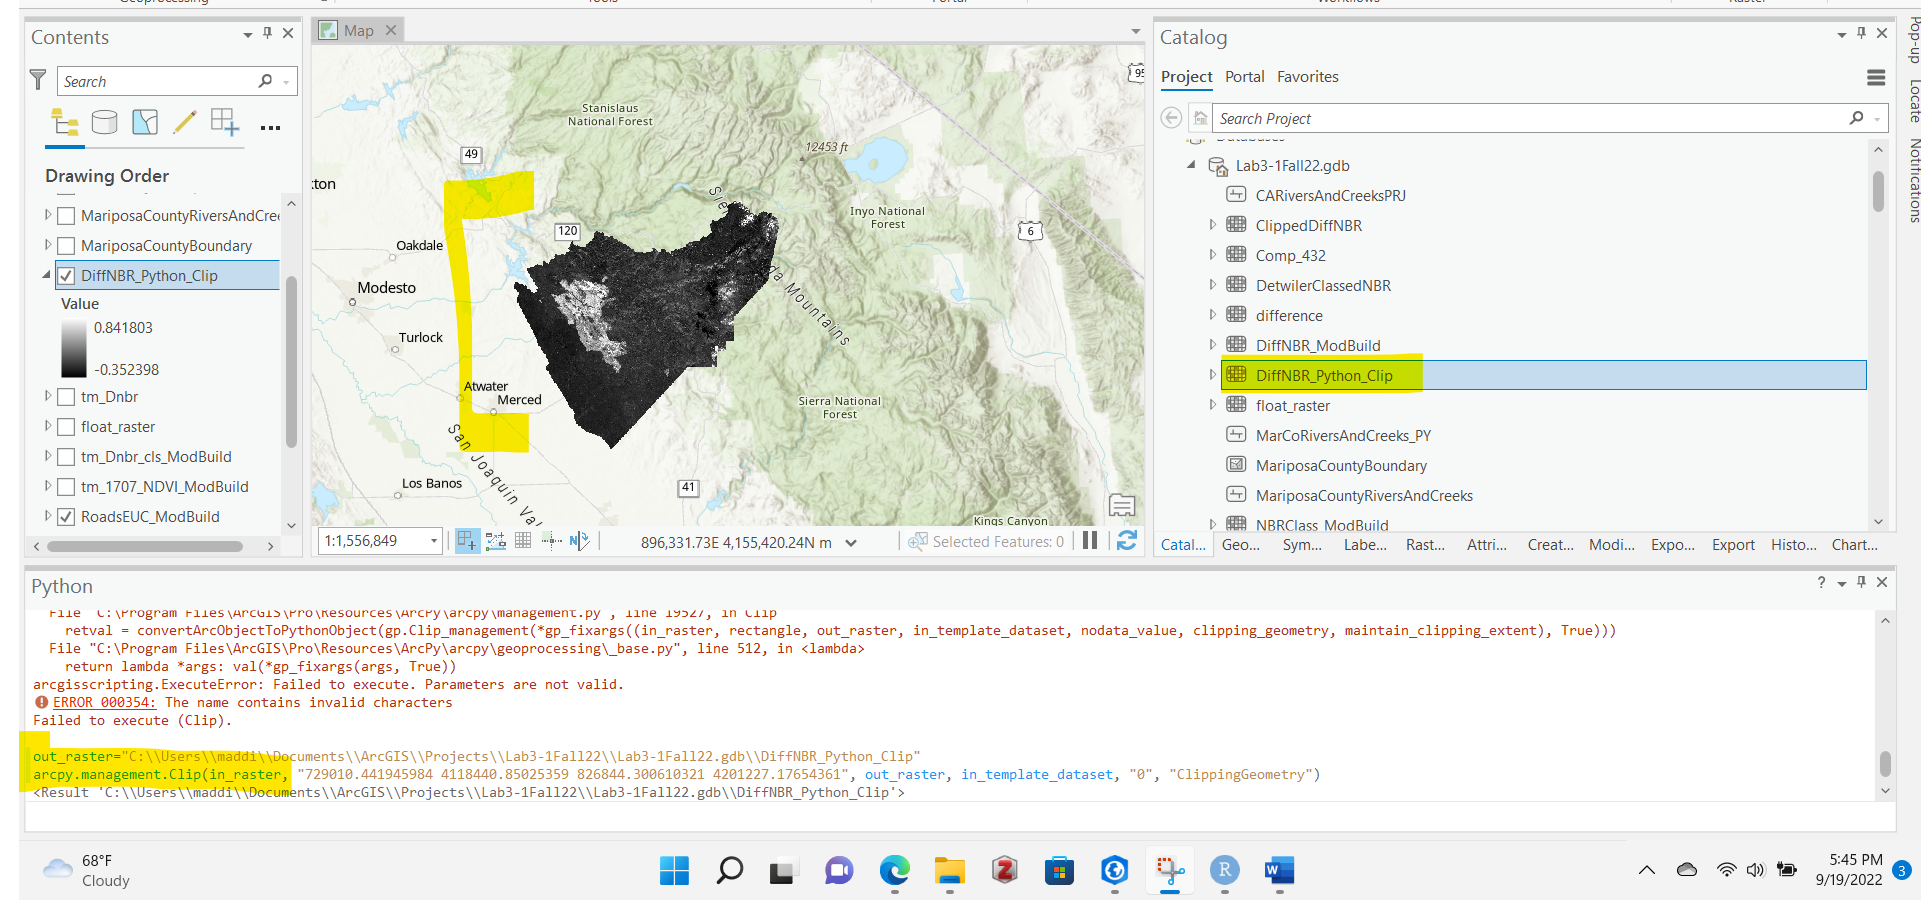 Geoprocessing
Tools
Portal
Workflows
Raster
Contents
Search
Drawing Order
MariposaCountyRiversAndCree
MariposaCountyBoundary
DiffNBR_Python_Clip
Value
0.841803
-0.352398
tm_Dnbr
float_raster
tm_Dnbr_cls_ModBuild
tm_1707_NDVI_ModBuild
RoadsEUC_ModBuild
Map
Stanislaus
National Forest
12453 ft
95
49
kton
120
Inyo National
Forest
6
Oakdale
Modesto
Turlock
da Mountains
Atwater
Merced
Sierra National
Forest
San Joaquin Val
Los Banos
41
Kings Canyon
1:1,556,849
896,331.73E 4,155,420.24N m
Selected Features: 0
Catalog
Project Portal Favorites
Search Project
Databases
Lab3-1Fall22.gdb
CARiversAndCreeksPRJ
ClippedDiffNBR
Comp_432
DetwilerClassedNBR
difference
DiffNBR_ModBuild
DiffNBR_Python_Clip
float_raster
MarCoRiversAndCreeks_PY
MariposaCountyBoundary
MariposaCountyRiversAndCreeks
NBRClass_ModBuild
Catal... Geo... Sym... Labe... Rast... Attri... Creat... Modi... Expo... Export Histo... Chart...
Pop-up
Locate
Notifications
Python
File "C:\Program Files\ArcGIS\Pro\Resources\ArcPy\arcpy\management.py", line 19527, in Clip
retval = convertArcObjectToPythonObject(gp.Clip_management(*gp_fixargs((in_raster, rectangle, out_raster, in_template_dataset, nodata_value, clipping_geometry, maintain_clipping_extent), True)))
File "C:\Program Files\ArcGIS\Pro\Resources\ArcPy\arcpy\geoprocessing\_base.py", line 512, in <lambda>
return lambda *args: val(*gp_fixargs(args, True))
arcgisscripting.ExecuteError: Failed to execute. Parameters are not valid.
ERROR 000354: The name contains invalid characters
Failed to execute (Clip).
out_raster="C:\\Users\\maddi\\Documents\\ArcGIS\\Projects\\Lab3-1Fall22\\Lab3-1Fall22.gdb\\DiffNBR_Python_Clip"
arcpy.management.Clip(in_raster, "729010.441945984 4118440.85025359 826844.300610321 4201227.17654361", out_raster, in_template_dataset, "0", "ClippingGeometry")
<Result 'C:\\Users\\maddi\\Documents\\ArcGIS\\Projects\\Lab3-1Fall22\\Lab3-1Fall22.gdb\\DiffNBR_Python_Clip'>
68°F
Cloudy
Z
R
W
5:45 PM
9/19/2022
3